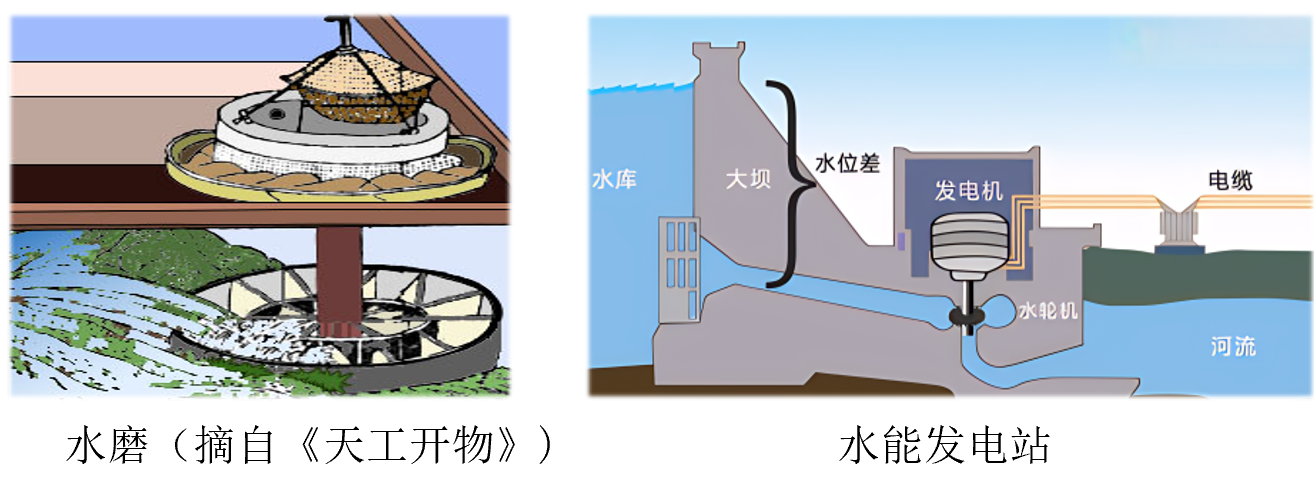 水库
大坝
水位差
发电机
电缆
水轮机
河流
水磨（摘自《天工开物》）
水能发电站